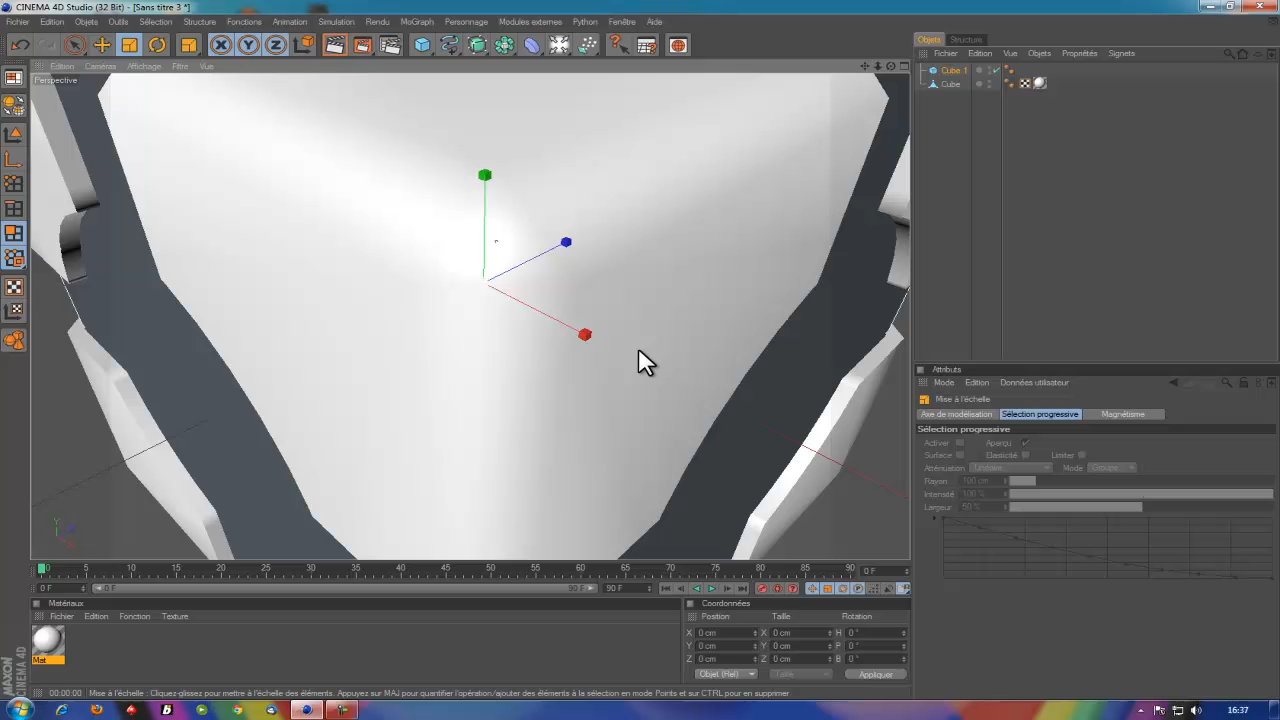 CINEMA 4D Studio (32 Bit) - [Sans titre 3 *]
Fichier Edition Objets Outils Sélection Structure Fonctions Animation Simulation Rendu MoGraph Personnage Modules externes Python Fenêtre Aide
Objets Structure
Fichier Edition Vue Objets Propriétés Signets
Edition Caméras Affichage Filtre Vue
Cube 1
Perspective
Cube
Attributs
Mode Edition Données utilisateur
Mise à l'échelle
Axe de modélisation Sélection progressive Magnétisme
Sélection progressive
Activer Aperçu
Surface Elasticité Limiter
Atténuation Linéaire Mode Groupe
Rayon 100 cm
Intensité 100 %
Largeur 50 %
0 5 10 15 20 25 30 35 40 45 50 55 60 65 70 75 80 85 90 0 F
0 F 0 F 90 F 90 F
Matériaux
Fichier Edition Fonction Texture
Mat
Coordonnées
Position Taille Rotation
X 0 cm X 0 cm H 0 °
Y 0 cm Y 0 cm P 0 °
Z 0 cm Z 0 cm B 0 °
Objet (Rel) Taille Appliquer
MAXON
CINEMA 4D
00:00:00 Mise à l'échelle : Cliquez-glissez pour mettre à l'échelle des éléments. Appuyez sur MAJ pour quantifier l'opération/ajouter des éléments à la sélection en mode Points et sur CTRL pour en supprimer
16:37